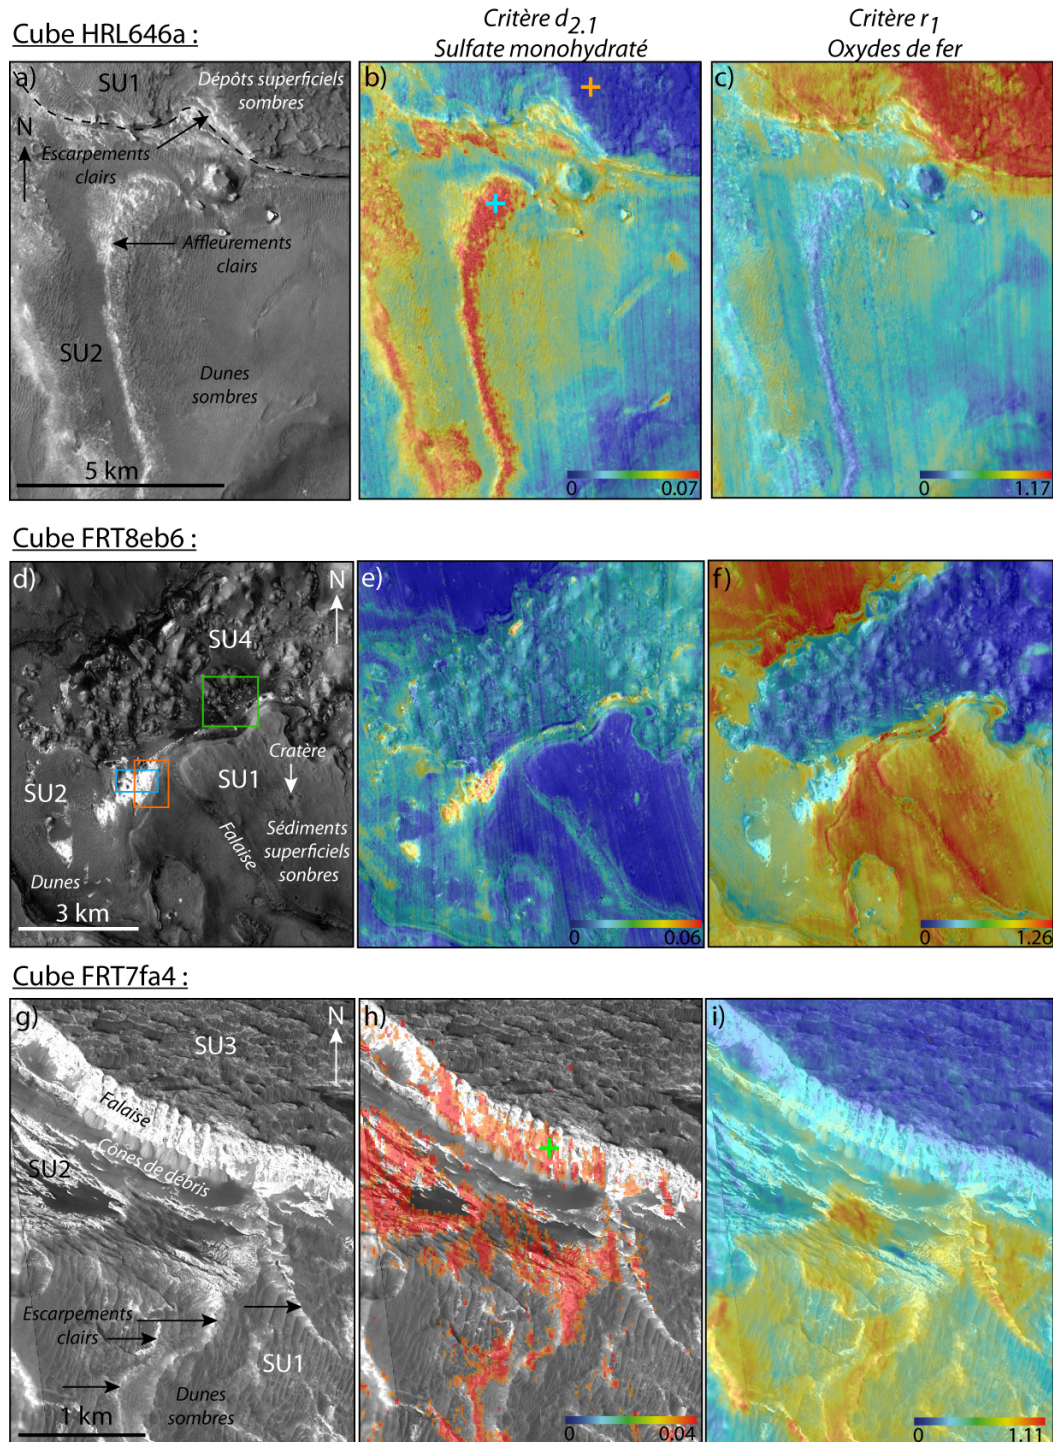 Cube HRL646a :
Critère d2.1
Sulfate monohydraté
Critère r1
Oxydes de fer
a)
SU1
Dépôts superficiels
sombres
N
Escarpements
clairs
Affleurements
clairs
SU2
Dunes
sombres
5 km
b)
0
0.07
c)
0
1.17
Cube FRT8eb6 :
d)
N
SU4
Cratère
SU2
SU1
Falaise
Sédiments
superficiels
sonbres
Dunes
3 km
e)
0
0.06
f)
0
1.26
Cube FRT7fa4 :
g)
N
SU3
Falaise
SU2
Cônes de débris
Escarpements
clairs
SU1
Dunes
sombres
1 km
h)
N
0
0.04
i)
0
1.11